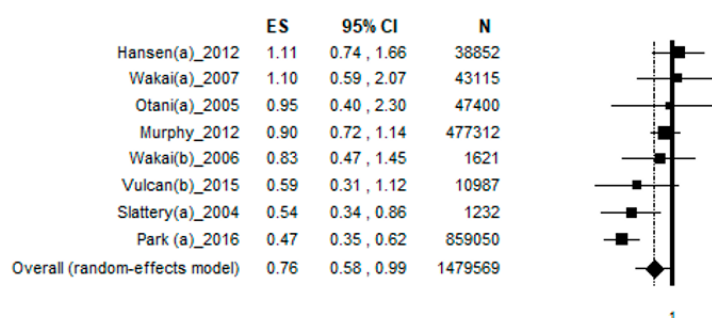 ES 95% CI N
Hansen(a)_2012 1.11 0.74 , 1.66 38852
Wakai(a)_2007 1.10 0.59 , 2.07 43115
Otani(a)_2005 0.95 0.40 , 2.30 47400
Murphy_2012 0.90 0.72 , 1.14 477312
Wakai(b)_2006 0.83 0.47 , 1.45 1621
Vulcan(b)_2015 0.59 0.31 , 1.12 10987
Slattery(a)_2004 0.54 0.34 , 0.86 1232
Park (a)_2016 0.47 0.35 , 0.62 859050
Overall (random-effects model) 0.76 0.58 , 0.99 1479569
1